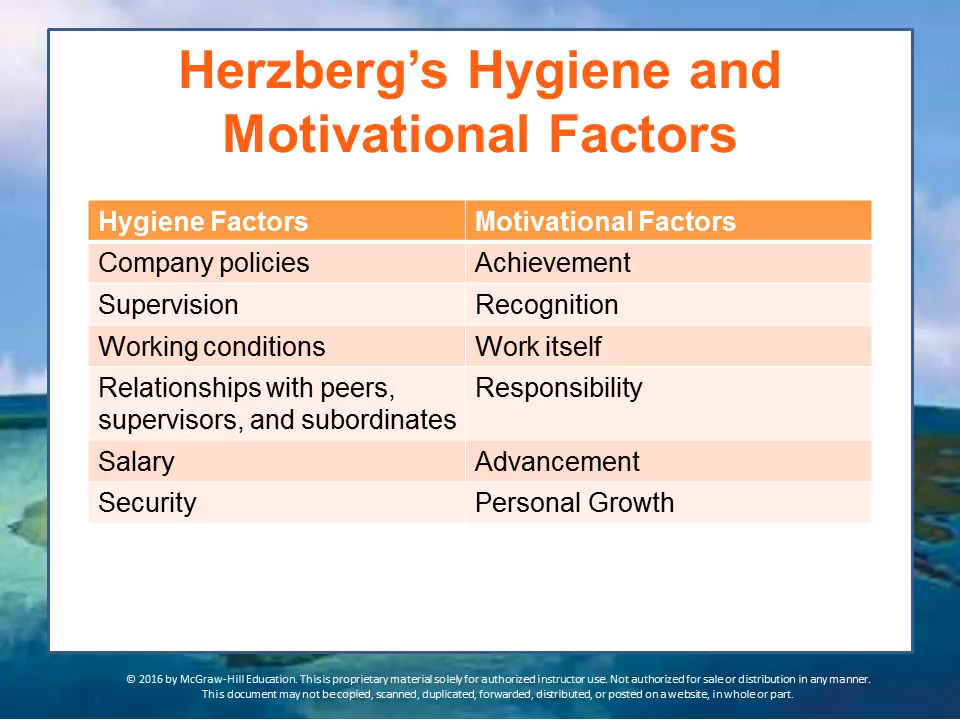 Herzberg’s Hygiene and
Motivational Factors
Hygiene Factors Motivational Factors
Company policies Achievement
Supervision Recognition
Working conditions Work itself
Relationships with peers, Responsibility
supervisors, and subordinates
Salary Advancement
Security Personal Growth
© 2016 by McGraw-Hill Education. This is proprietary material solely for authorized instructor use. Not authorized for sale or distribution in any manner.
This document may not be copied, scanned, duplicated, forwarded, distributed, or posted on a website, in whole or part.